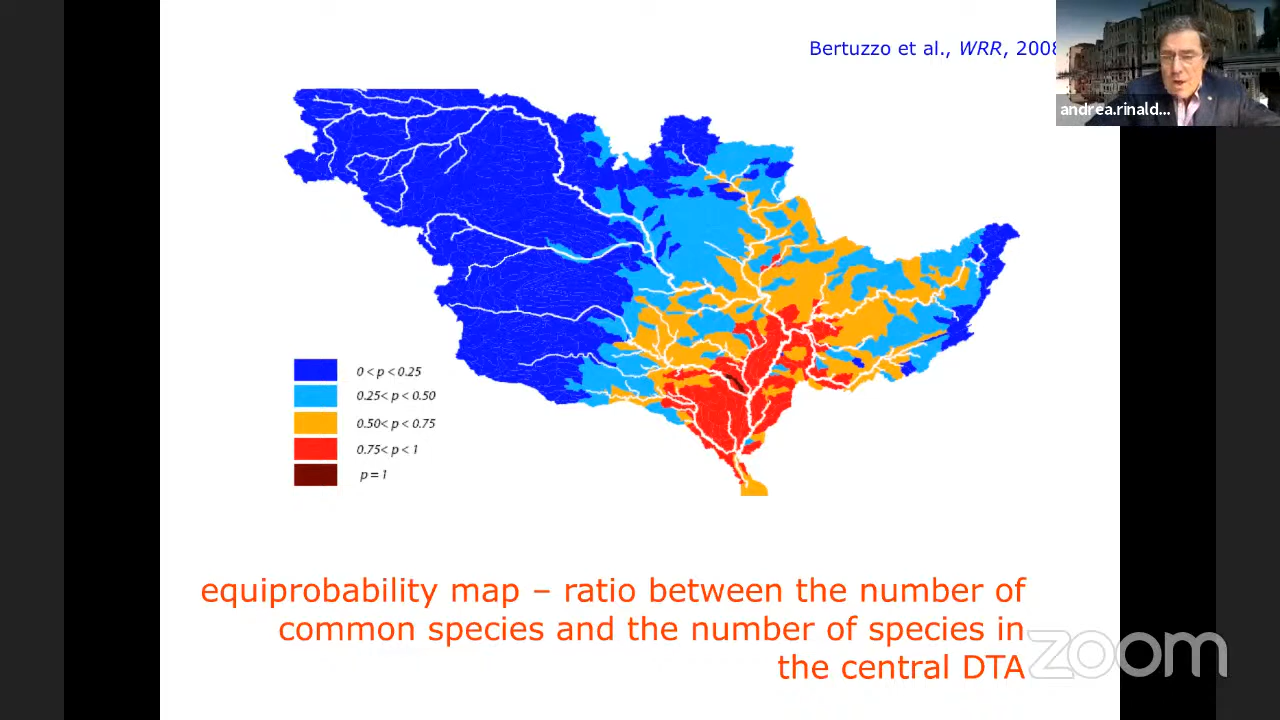 Bertuzzo et al., WRR, 2008
andrea.rinald...
0 < p < 0.25
0.25< p < 0.50
0.50< p < 0.75
0.75< p < 1
p = 1
equiprobability map – ratio between the number of
common species and the number of species in
the central DTA
zoom